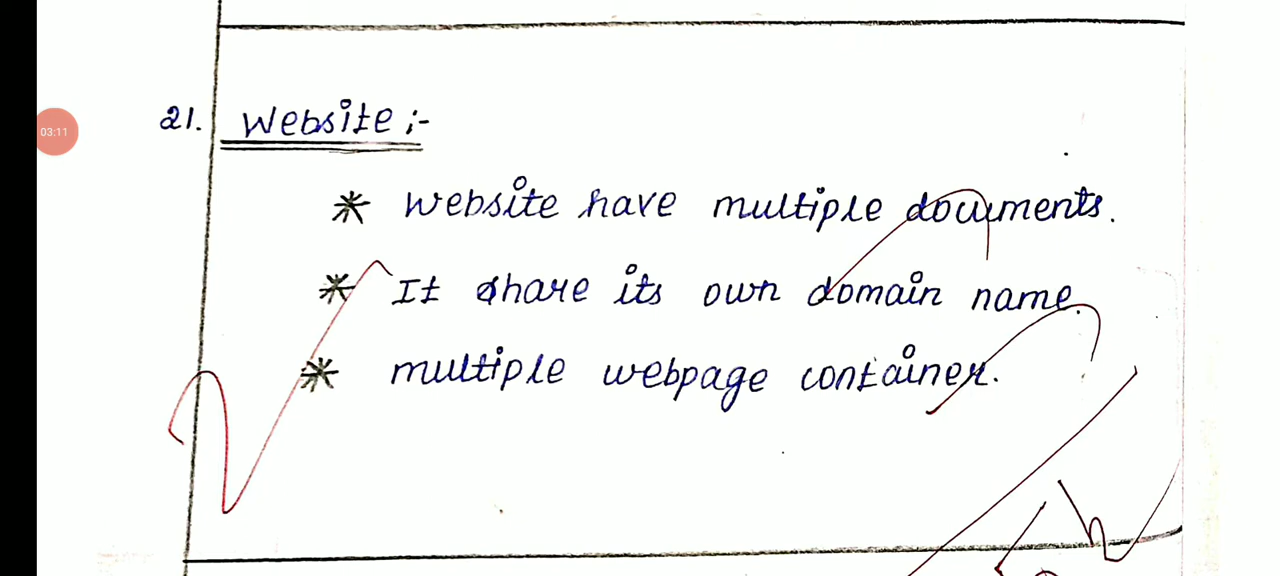 03:11
21. Website :-
* Website have multiple documents.
* It share its own domain name.
* multiple webpage container.